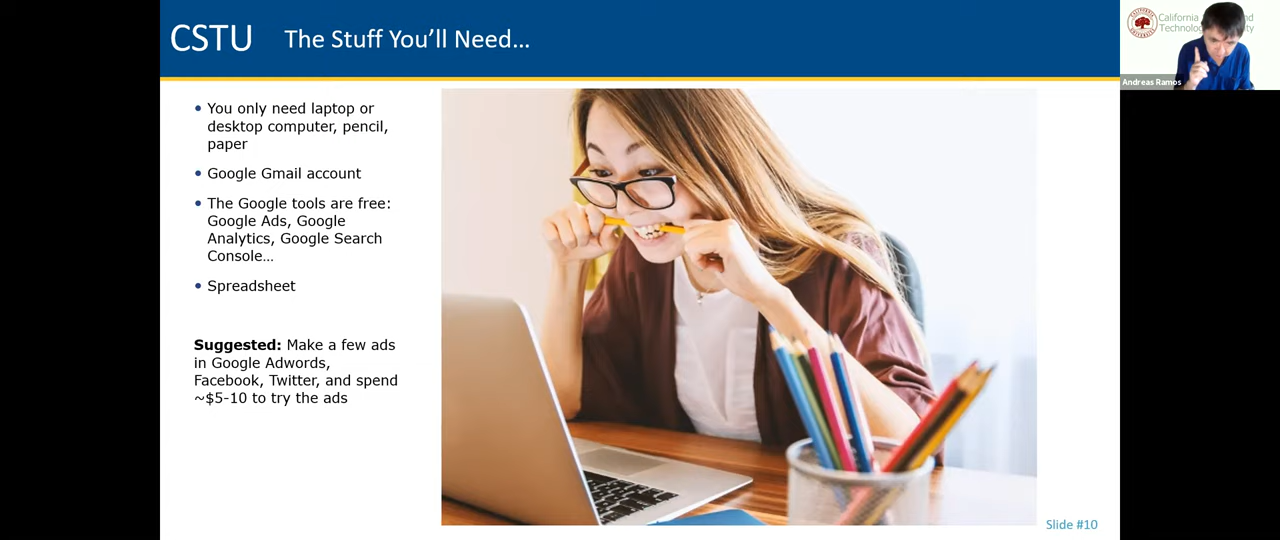 CSTU The Stuff You’ll Need…
• You only need laptop or
desktop computer, pencil,
paper
• Google Gmail account
• The Google tools are free:
Google Ads, Google
Analytics, Google Search
Console…
• Spreadsheet
Suggested: Make a few ads
in Google Adwords,
Facebook, Twitter, and spend
~$5-10 to try the ads
Slide #10
California
Andreas Ramos